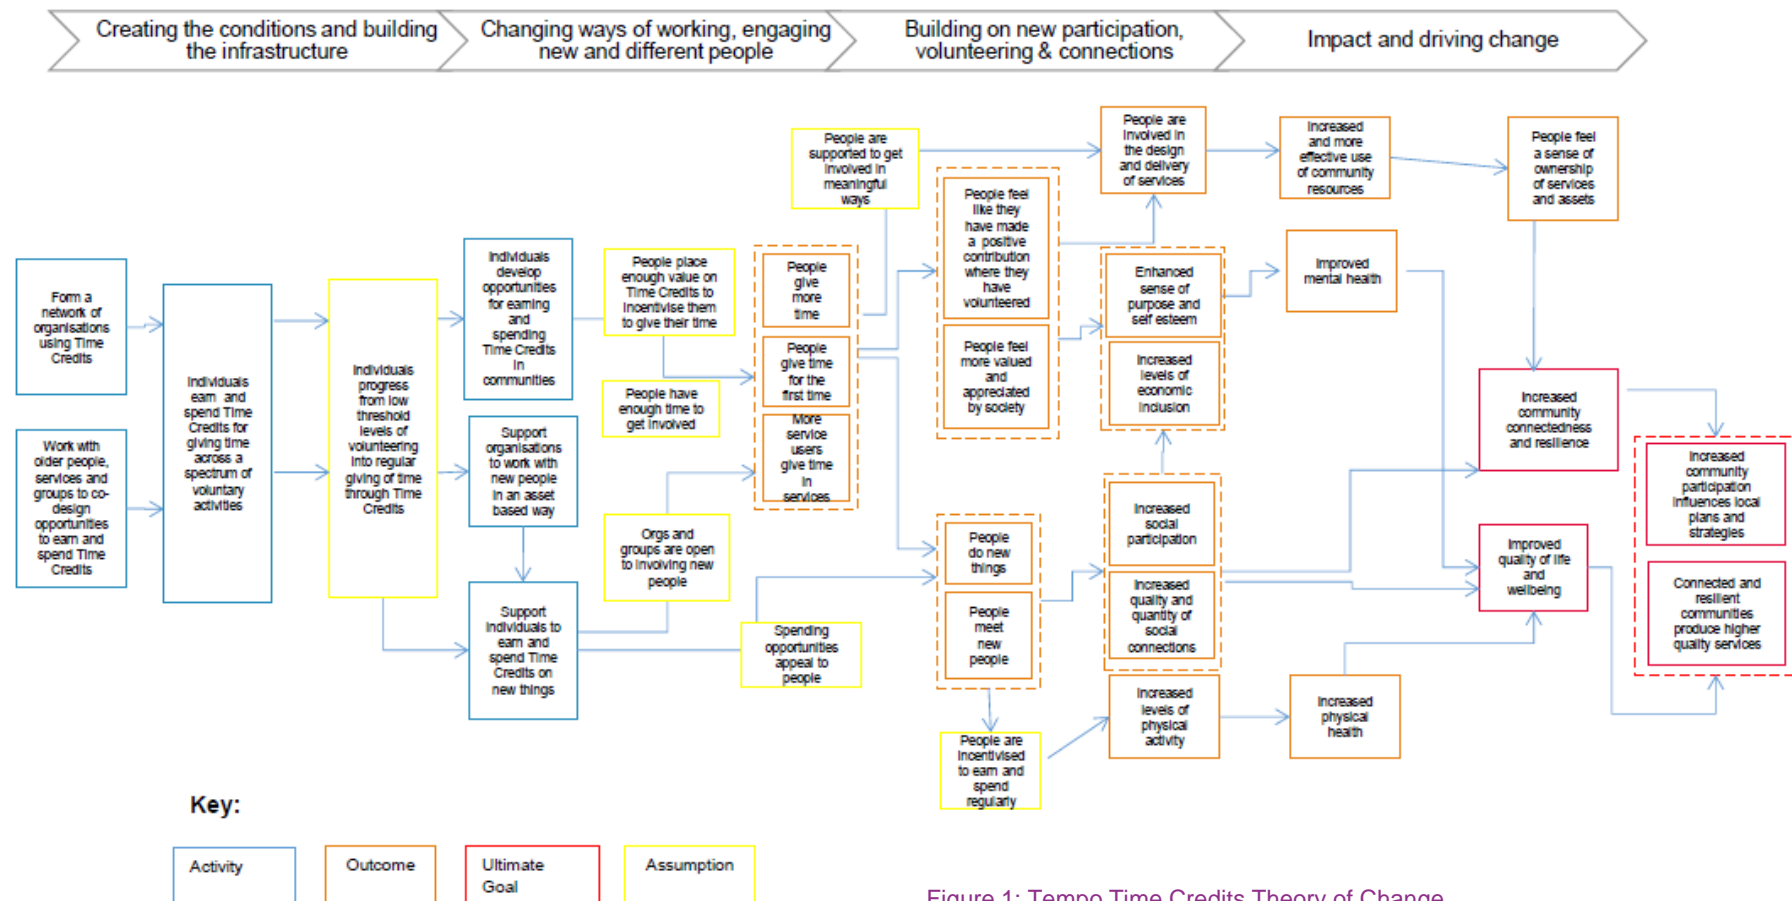 Creating the conditions and building
the infrastructure
Changing ways of working, engaging
new and different people
Building on new participation,
volunteering & connections
Impact and driving change
Form a
network of
organisations
using Time
Credits
Work with
older people,
services and
groups to co-
design
opportunities
to earn and
spend Time
Credits
Individuals
earn and
spend Time
Credits for
giving time
across a
spectrum of
voluntary
activities
Individuals
progress
from low
threshold
levels of
volunteering
into regular
giving of time
through Time
Credits
Individuals
develop
opportunities
for earning
and
spending
Time Credits
in
communities
Support
organisations
to work with
new people
in an asset
based way
Support
individuals to
earn and
spend Time
Credits on
new things
People place
enough value on
Time Credits to
incentivise them
to give their time
People have
enough time to
get involved
Orgs and
groups are open
to involving new
people
Spending
opportunities
appeal to
people
People are
supported to get
involved in
meaningful
ways
People
give
more
time
People
give time
for the
first time
More
service
users
give time
in
services
People feel
like they
have made
a positive
contribution
where they
have
volunteered
People feel
more valued
and
appreciated
by society
People
do new
things
People
meet
new
people
People are
incentivised
to earn and
spend
regularly
People are
involved in
the design
and delivery
of services
Enhanced
sense of
purpose and
self esteem
Increased
levels of
economic
inclusion
Increased
social
participation
Increased
quality and
quantity of
social
connections
Increased
levels of
physical
activity
Increased
and more
effective use
of community
resources
Improved
mental health
Increased
physical
health
People feel
a sense of
ownership
of services
and assets
Increased
community
connectedness
and resilience
Improved
quality of life
and
wellbeing
Increased
community
participation
influences local
plans and
strategies
Connected and
resilient
communities
produce higher
quality services
Key:
Activity
Outcome
Ultimate
Goal
Assumption
Figure 1: Tempo Time Credits Theory of Change